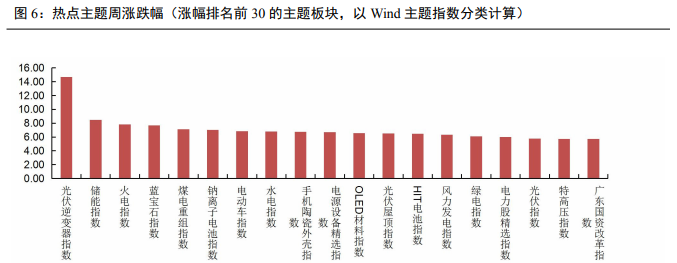 图 6：热点主题周涨跌幅（涨幅排名前 30 的主题板块，以 Wind 主题指数分类计算）
16.00
14.00
12.00
10.00
8.00
6.00
4.00
2.00
0.00
光伏逆变器指数
储能指数
火电指数
蓝宝石指数
煤电重组指数
钠离子电池指数
电动车指数
水电指数
手机陶瓷外壳指
数
电源设备精选指
数
OLED材料指数
光伏屋顶指数
HIT电池指数
风力发电指数
绿电指数
电力股精选指数
光伏指数
特高压指数
广东国资改革指
数